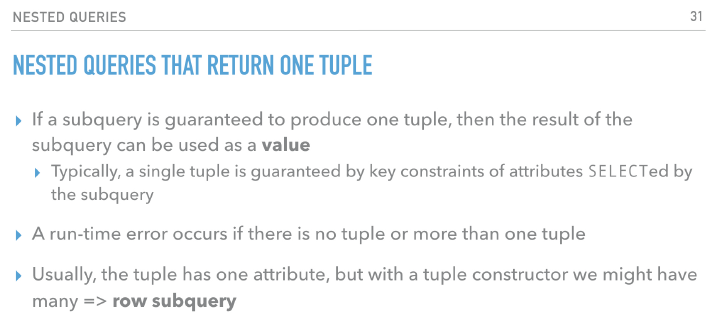 NESTED QUERIES 31
NESTED QUERIES THAT RETURN ONE TUPLE
▸ If a subquery is guaranteed to produce one tuple, then the result of the
subquery can be used as a value
▸ Typically, a single tuple is guaranteed by key constraints of attributes SELECTed by
the subquery
▸ A run-time error occurs if there is no tuple or more than one tuple
▸ Usually, the tuple has one attribute, but with a tuple constructor we might have
many => row subquery